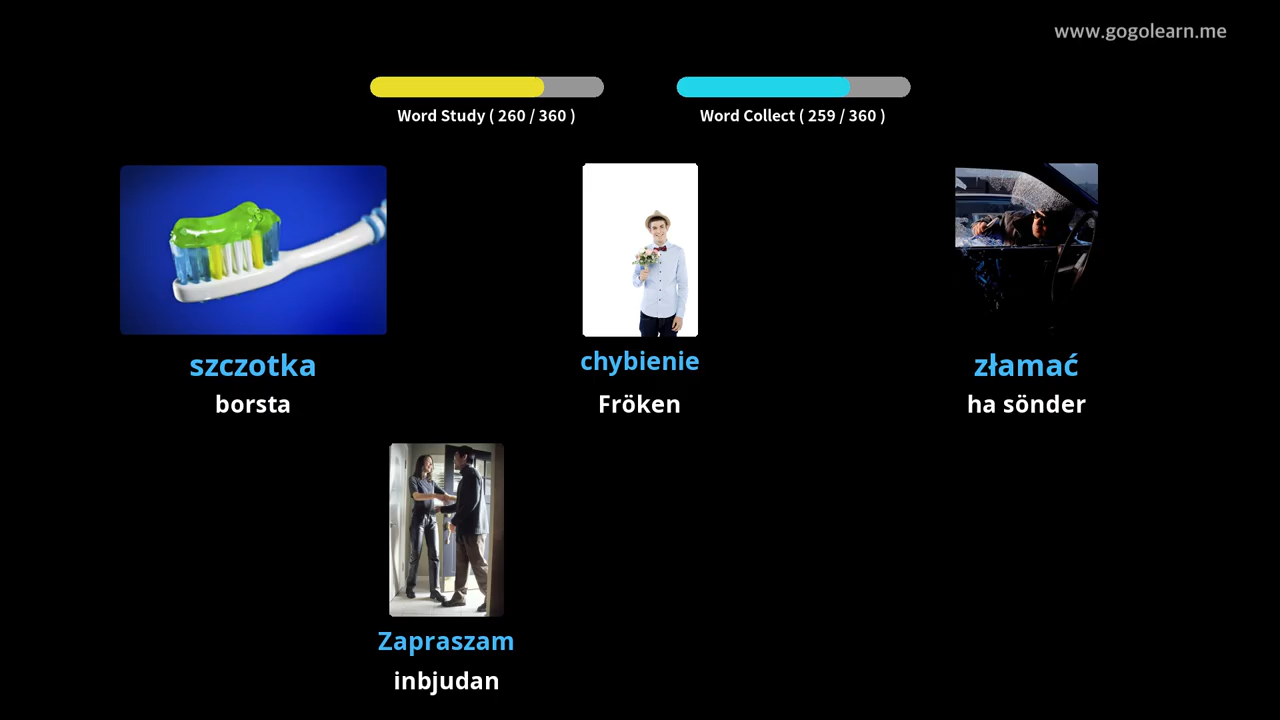 www.gogolearn.me
Word Study ( 260 / 360 )
Word Collect ( 259 / 360 )
szczotka
borsta
chybienie
Fröken
złamać
ha sönder
Zapraszam
inbjudan